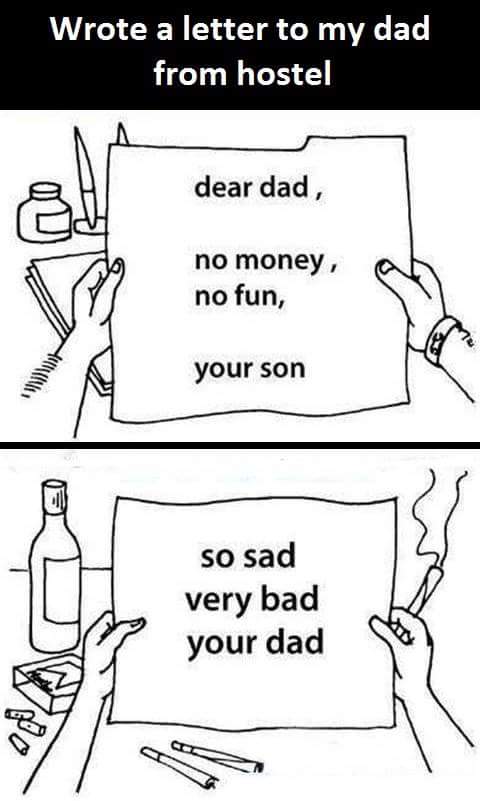 Wrote a letter to my dad
from hostel
dear dad ,
no money ,
no fun,
your son
so sad
very bad
your dad